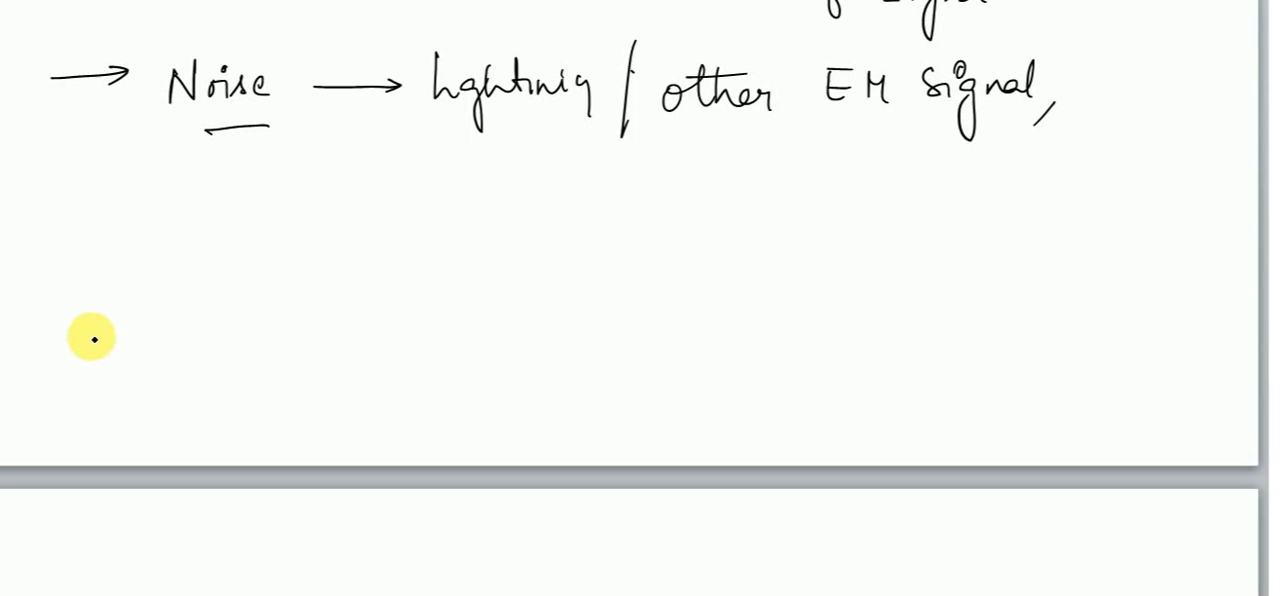 → Noise → lightning / other EM signal,